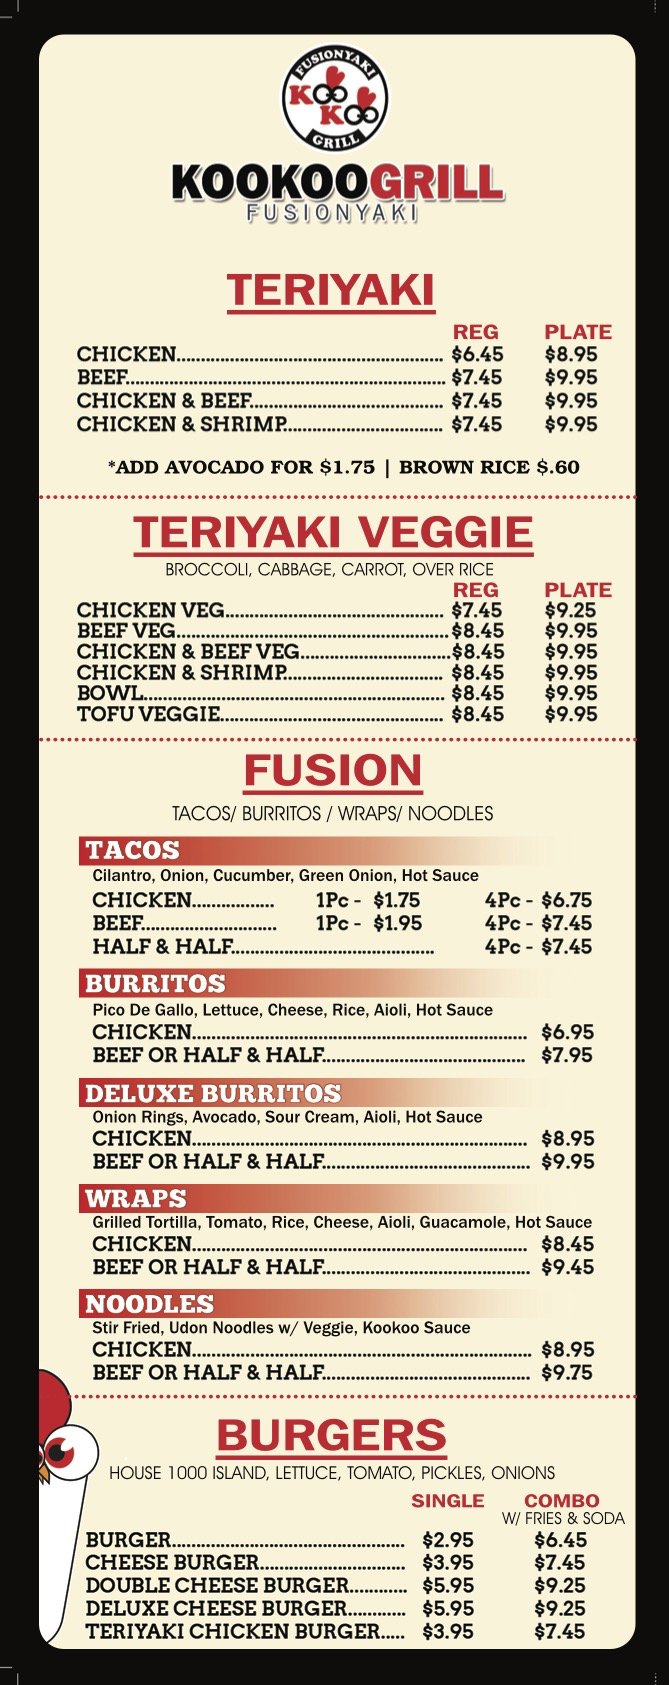 FUSIONYAKI
KOO
KOO
GRILL
KOOKOOGRILL
FUSIONYAKI
TERIYAKI
REG PLATE
CHICKEN........................................................ $6.45 $8.95
BEEF................................................................... $7.45 $9.95
CHICKEN & BEEF........................................ $7.45 $9.95
CHICKEN & SHRIMP................................. $7.45 $9.95
*ADD AVOCADO FOR $1.75 | BROWN RICE $.60
TERIYAKI VEGGIE
BROCCOLI, CABBAGE, CARROT, OVER RICE
REG PLATE
CHICKEN VEG.............................................. $7.45 $9.25
BEEF VEG........................................................ $8.45 $9.95
CHICKEN & BEEF VEG............................... $8.45 $9.95
CHICKEN & SHRIMP................................. $8.45 $9.95
BOWL............................................................... $8.45 $9.95
TOFU VEGGIE............................................... $8.45 $9.95
FUSION
TACOS/ BURRITOS / WRAPS/ NOODLES
TACOS
Cilantro, Onion, Cucumber, Green Onion, Hot Sauce
CHICKEN................. 1Pc - $1.75 4Pc - $6.75
BEEF............................ 1Pc - $1.95 4Pc - $7.45
HALF & HALF.......................................... 4Pc - $7.45
BURRITOS
Pico De Gallo, Lettuce, Cheese, Rice, Aioli, Hot Sauce
CHICKEN...................................................................... $6.95
BEEF OR HALF & HALF.......................................... $7.95
DELUXE BURRITOS
Onion Rings, Avocado, Sour Cream, Aioli, Hot Sauce
CHICKEN...................................................................... $8.95
BEEF OR HALF & HALF........................................... $9.95
WRAPS
Grilled Tortilla, Tomato, Rice, Cheese, Aioli, Guacamole, Hot Sauce
CHICKEN...................................................................... $8.45
BEEF OR HALF & HALF........................................... $9.45
NOODLES
Stir Fried, Udon Noodles w/ Veggie, Kookoo Sauce
CHICKEN....................................................................... $8.95
BEEF OR HALF & HALF........................................... $9.75
BURGERS
HOUSE 1000 ISLAND, LETTUCE, TOMATO, PICKLES, ONIONS
SINGLE COMBO
W/ FRIES & SODA
BURGER................................................. $2.95 $6.45
CHEESE BURGER............................... $3.95 $7.45
DOUBLE CHEESE BURGER............ $5.95 $9.25
DELUXE CHEESE BURGER............ $5.95 $9.25
TERIYAKI CHICKEN BURGER..... $3.95 $7.45